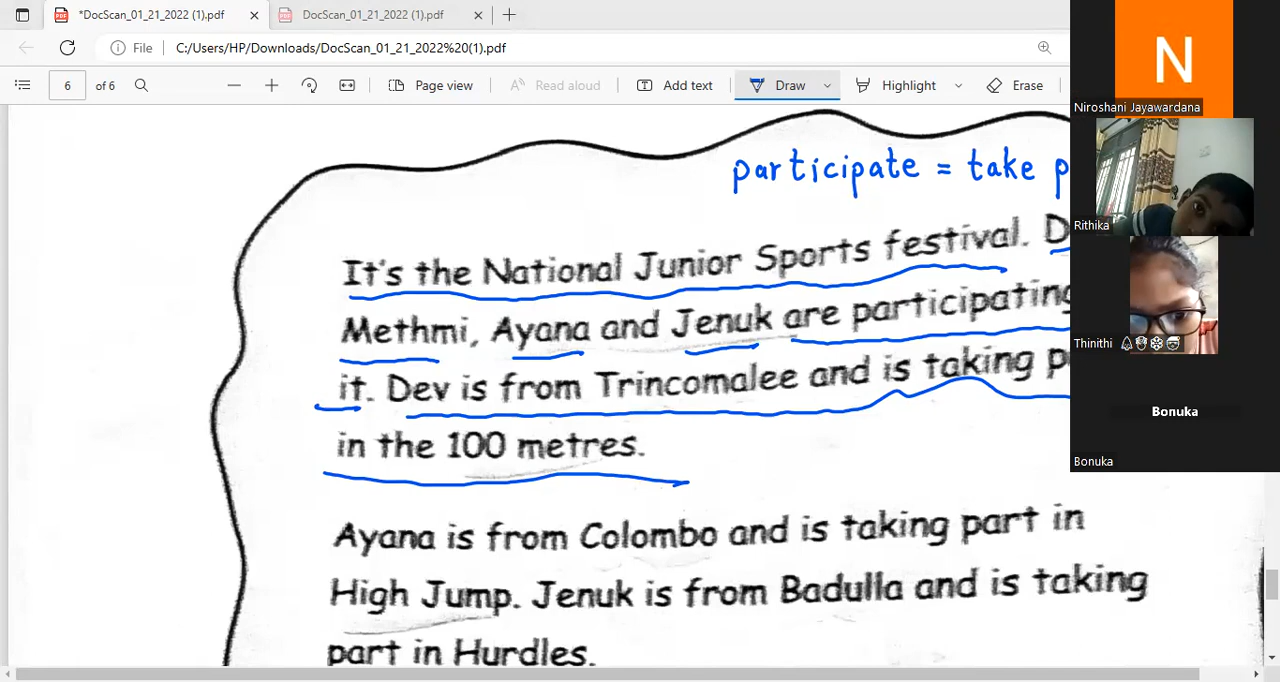 *DocScan_01_21_2022 (1).pdf
DocScan_01_21_2022 (1).pdf
File
C:/Users/HP/Downloads/DocScan_01_21_2022%20(1).pdf
6 of 6
Page view
Read aloud
Add text
Draw
Highlight
Erase
participate = take p
It's the National Junior Sports festival. D
Methmi, Ayana and Jenuk are participating
it. Dev is from Trincomalee and is taking p
in the 100 metres.
Ayana is from Colombo and is taking part in
High Jump. Jenuk is from Badulla and is taking
part in Hurdles.
N
Niroshani Jayawardana
Rithika
Thinithi
Bonuka
Bonuka